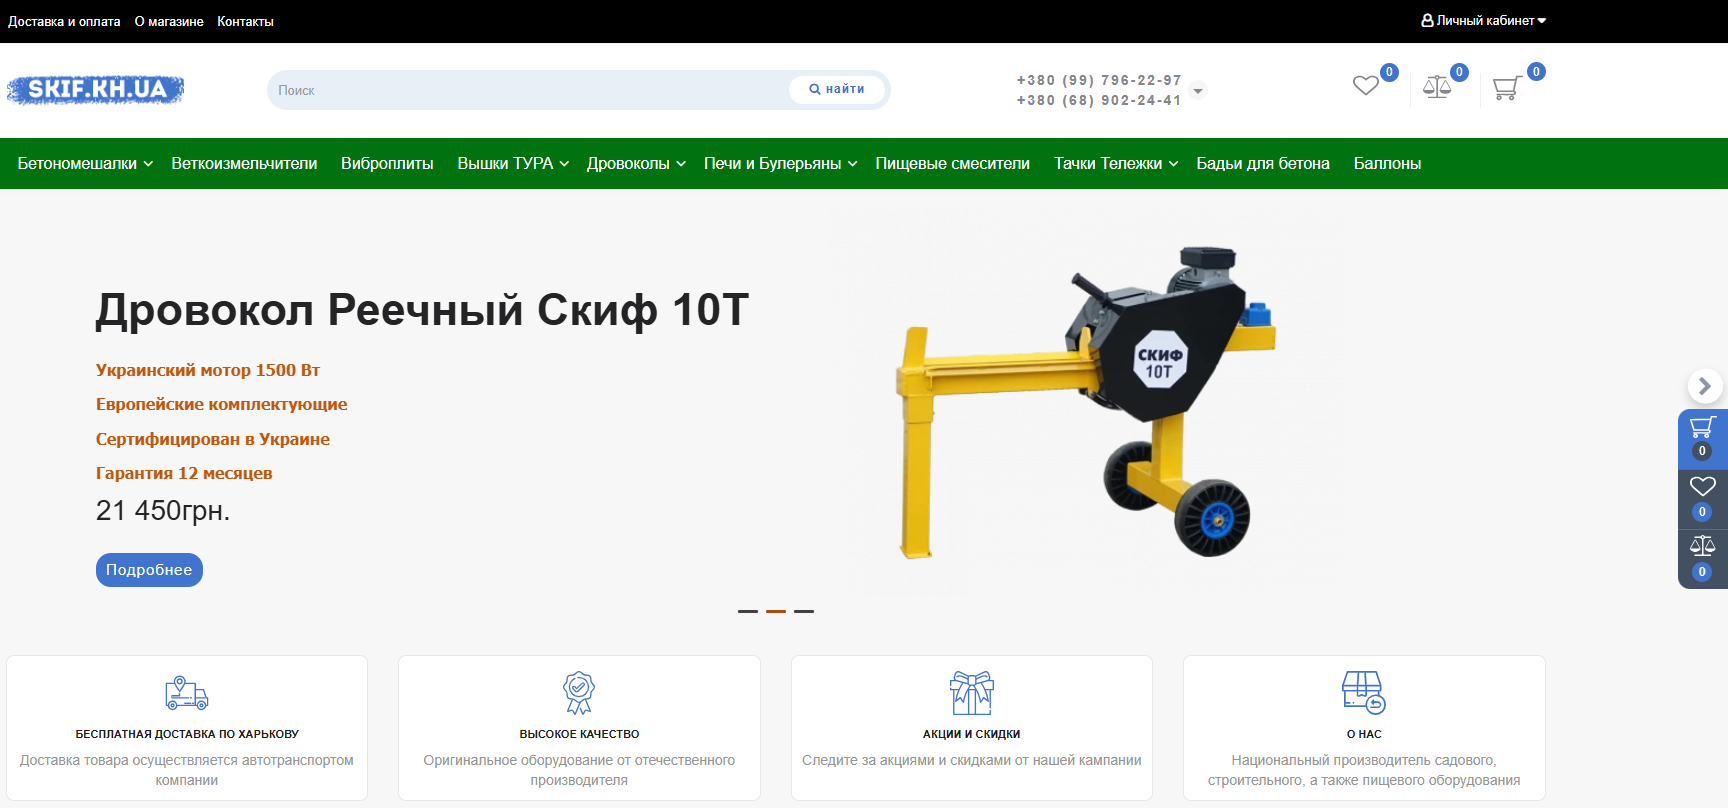 Доставка и оплата О магазине Контакты
Личный кабинет
SKIF.KH.UA
Поиск
найти
+380 (99) 796-22-97
+380 (68) 902-24-41
0
0
0
Бетономешалки Веткоизмельчители Виброплиты Вышки ТУРА Дровоколы Печи и Булерьяны Пищевые смесители Тачки Тележки Бадьи для бетона Баллоны
Дровокол Реечный Скиф 10Т
Украинский мотор 1500 Вт
Европейские комплектующие
Сертифицирован в Украине
Гарантия 12 месяцев
21 450грн.
Подробнее
СКИФ
10Т
0
0
0
БЕСПЛАТНАЯ ДОСТАВКА ПО ХАРЬКОВУ
Доставка товара осуществляется автотранспортом
компании
ВЫСОКОЕ КАЧЕСТВО
Оригинальное оборудование от отечественного
производителя
АКЦИИ И СКИДКИ
Следите за акциями и скидками от нашей кампании
О НАС
Национальный производитель садового,
строительного, а также пищевого оборудования